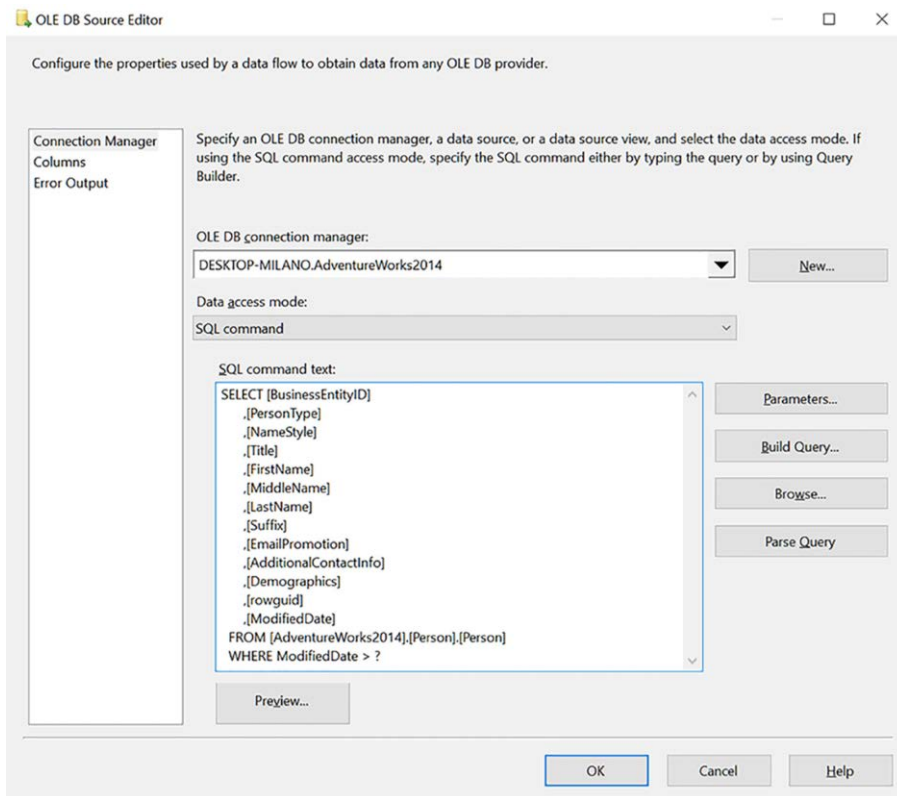 OLE DB Source Editor
Configure the properties used by a data flow to obtain data from any OLE DB provider.
Connection Manager
Columns
Error Output
Specify an OLE DB connection manager, a data source, or a data source view, and select the data access mode. If
using the SQL command access mode, specify the SQL command either by typing the query or by using Query
Builder.
OLE DB connection manager:
DESKTOP-MILANO.AdventureWorks2014
New...
Data access mode:
SQL command
SQL command text:
SELECT [BusinessEntityID]
,[PersonType]
,[NameStyle]
,[Title]
,[FirstName]
,[MiddleName]
,[LastName]
,[Suffix]
,[EmailPromotion]
,[AdditionalContactInfo]
,[Demographics]
,[rowguid]
,[ModifiedDate]
FROM [AdventureWorks2014].[Person].[Person]
WHERE ModifiedDate > ?
Parameters...
Build Query...
Browse...
Parse Query
Preview...
OK
Cancel
Help